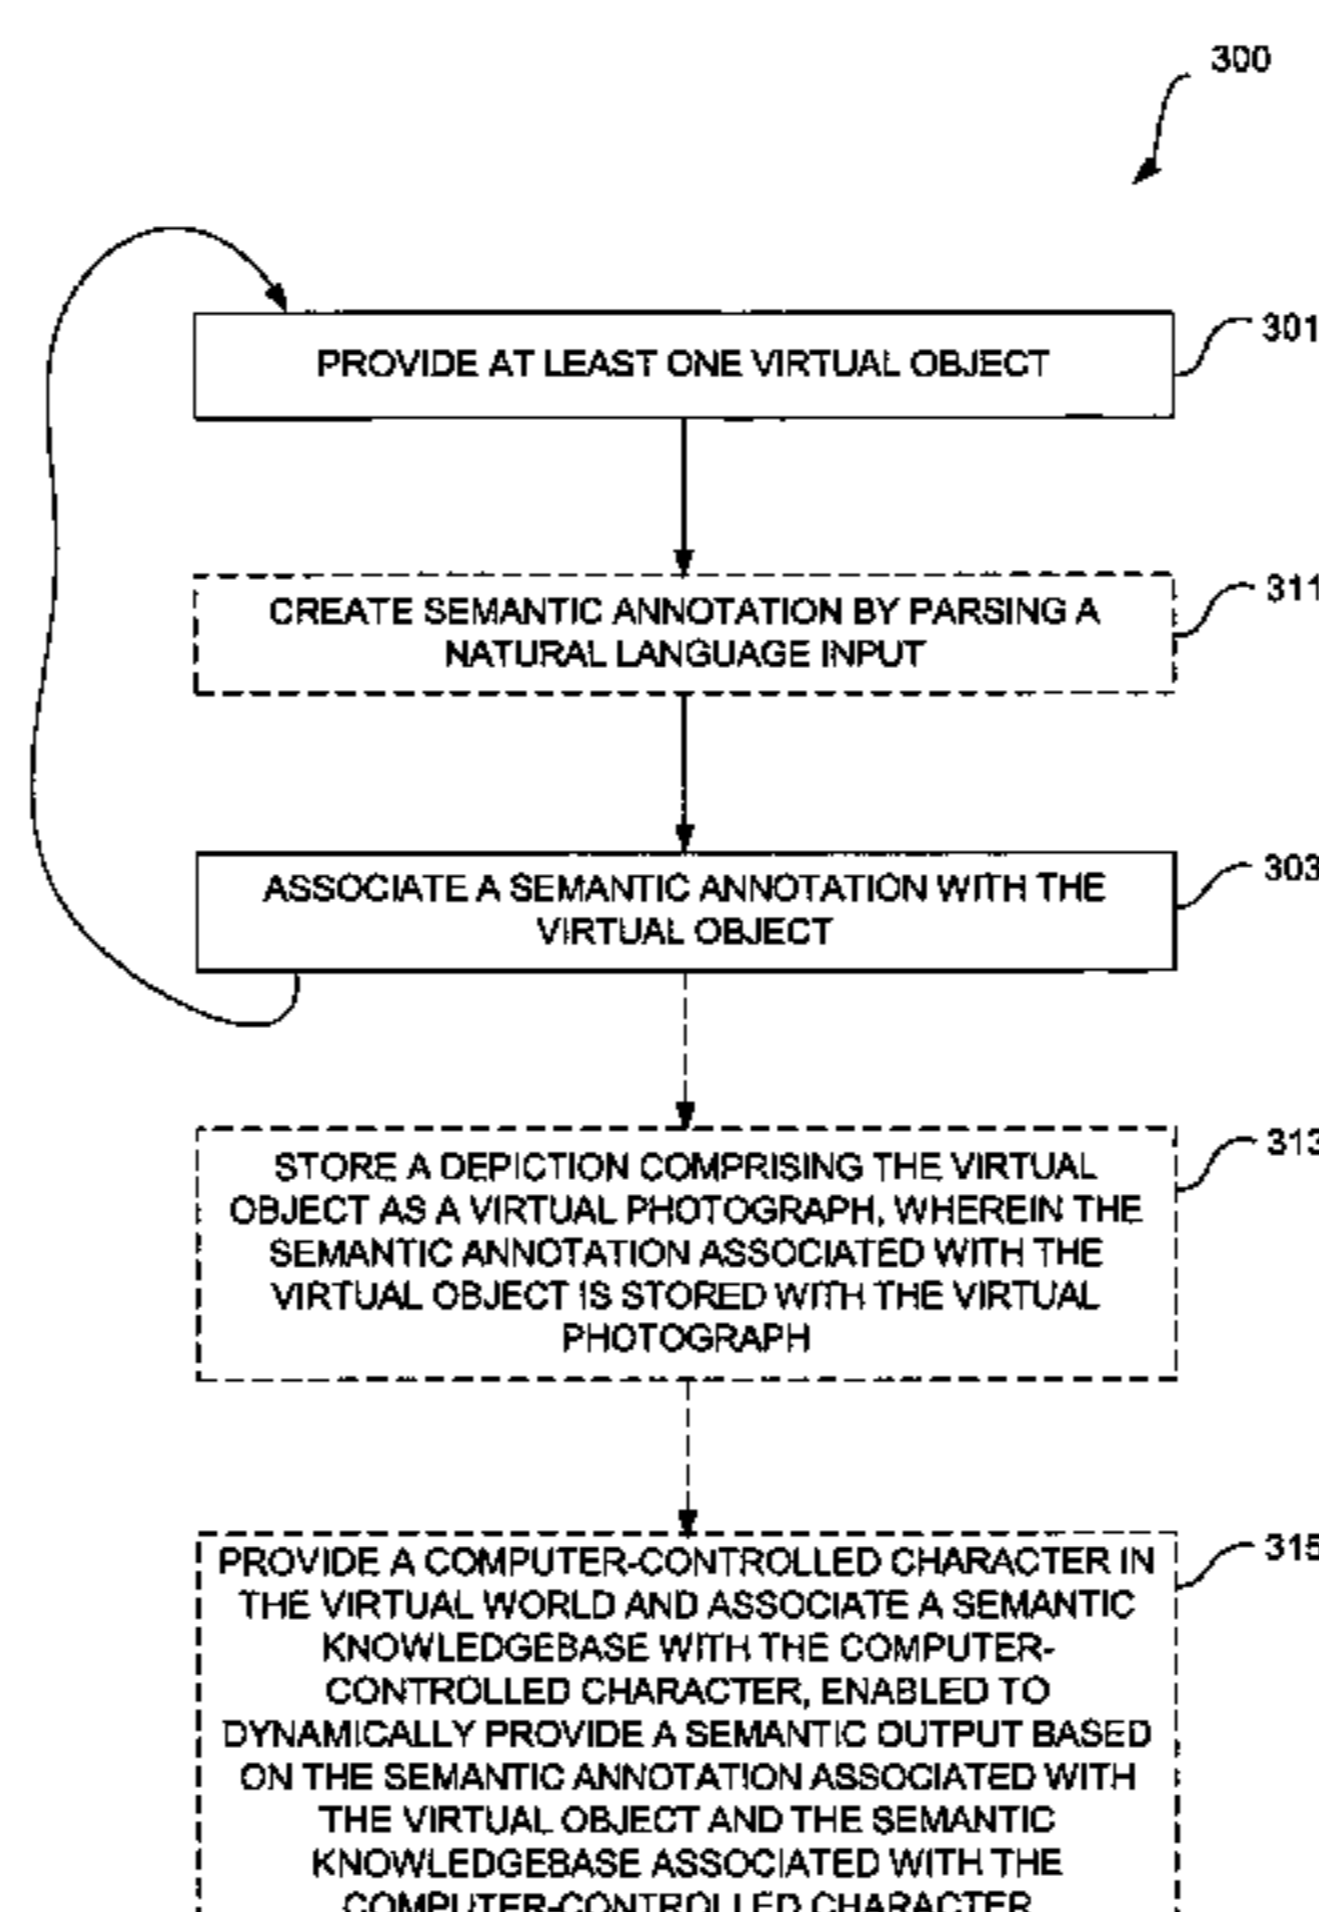 300
PROVIDE AT LEAST ONE VIRTUAL OBJECT
301
CREATE SEMANTIC ANNOTATION BY PARSING A
NATURAL LANGUAGE INPUT
311
ASSOCIATE A SEMANTIC ANNOTATION WITH THE
VIRTUAL OBJECT
303
STORE A DEPICTION COMPRISING THE VIRTUAL
OBJECT AS A VIRTUAL PHOTOGRAPH, WHEREIN THE
SEMANTIC ANNOTATION ASSOCIATED WITH THE
VIRTUAL OBJECT IS STORED WITH THE VIRTUAL
PHOTOGRAPH
313
PROVIDE A COMPUTER-CONTROLLED CHARACTER IN
THE VIRTUAL WORLD AND ASSOCIATE A SEMANTIC
KNOWLEDGEBASE WITH THE COMPUTER-
CONTROLLED CHARACTER, ENABLED TO
DYNAMICALLY PROVIDE A SEMANTIC OUTPUT BASED
ON THE SEMANTIC ANNOTATION ASSOCIATED WITH
THE VIRTUAL OBJECT AND THE SEMANTIC
KNOWLEDGEBASE ASSOCIATED WITH THE
COMPUTER-CONTROLLED CHARACTER
315